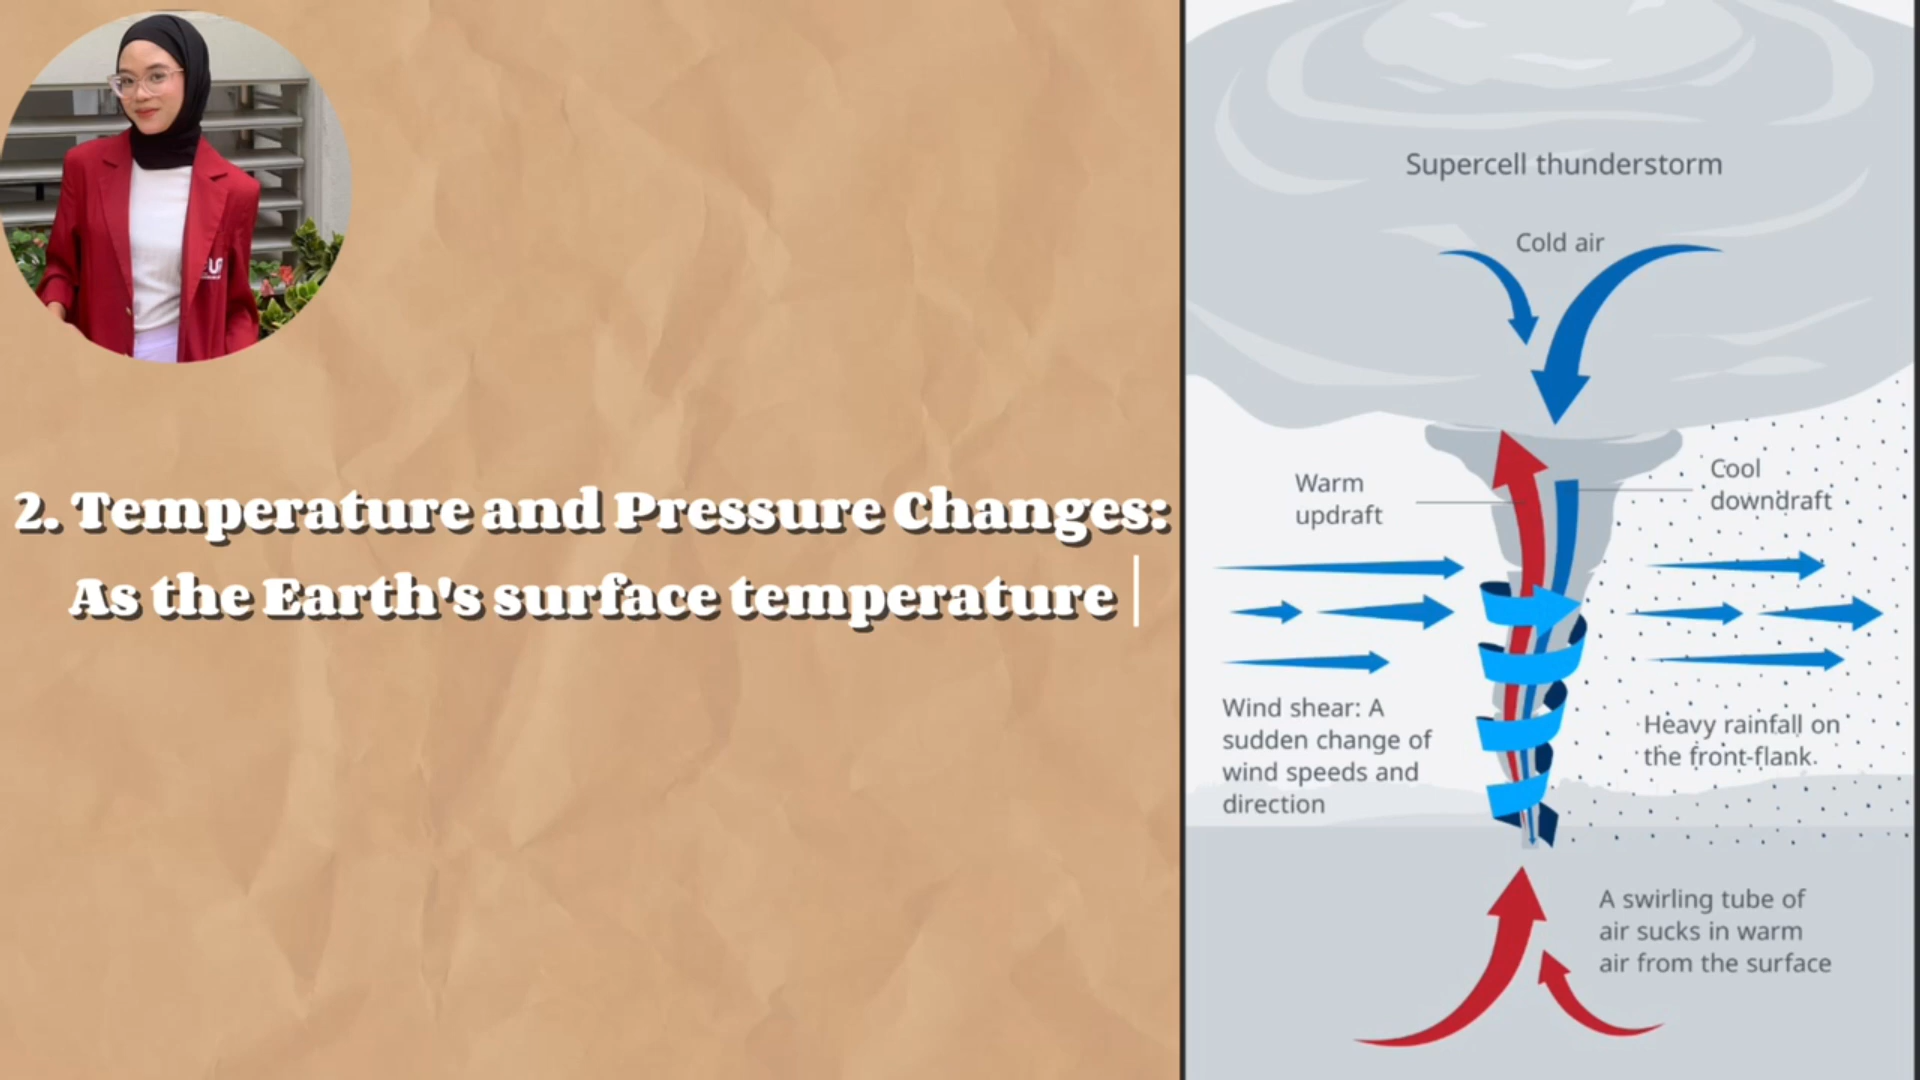 2. Temperature and Pressure Changes:
As the Earth's surface temperature
Supercell thunderstorm
Cold air
Warm
updraft
Cool
downdraft
Wind shear: A
sudden change of
wind speeds and
direction
Heavy rainfall on
the front-flank.
A swirling tube of
air sucks in warm
air from the surface